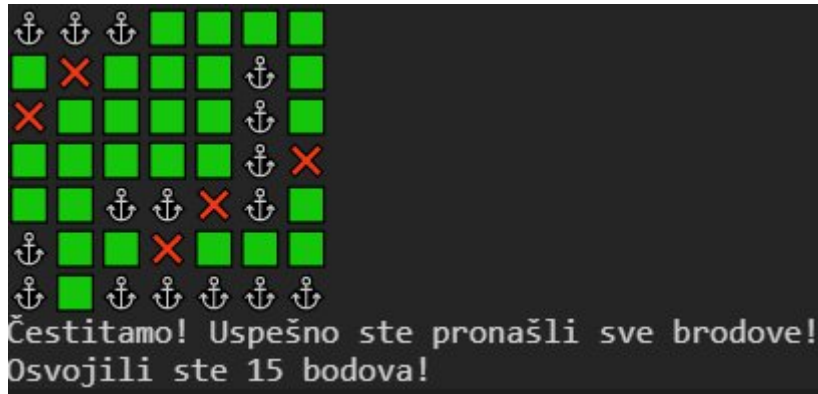 Čestitamo! Uspešno ste pronašli sve brodove!
Osvojili ste 15 bodova!